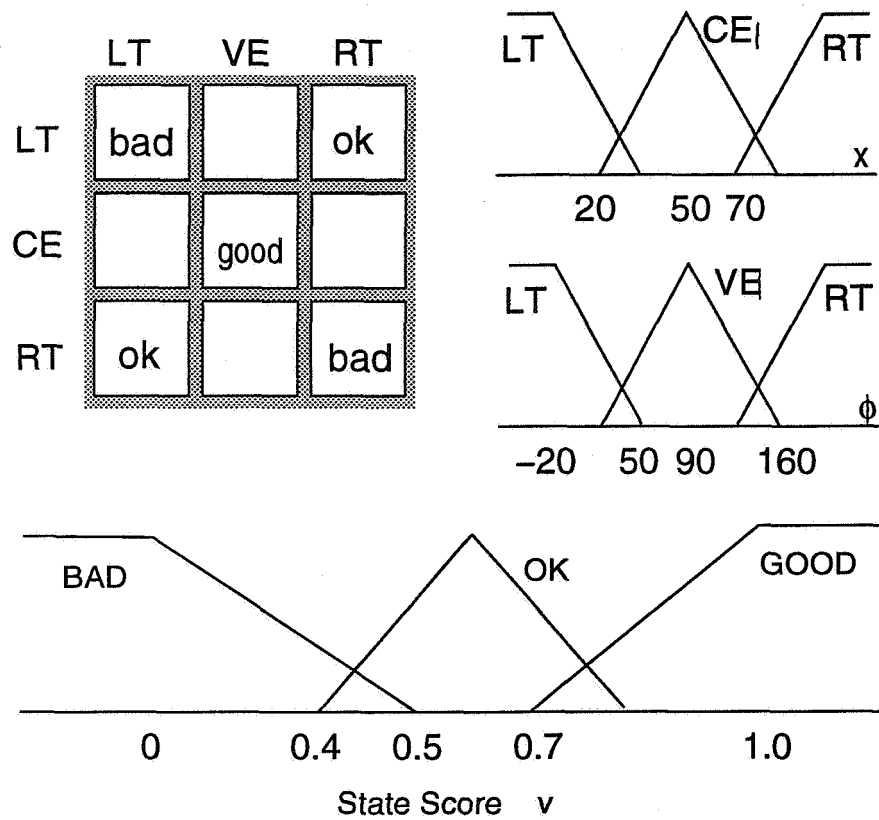 LT VE RT
LT bad ok
CE good
RT ok bad
LT CE RT
x
20 50 70
LT VE RT
ϕ
−20 50 90 160
BAD OK GOOD
0 0.4 0.5 0.7 1.0
State Score v